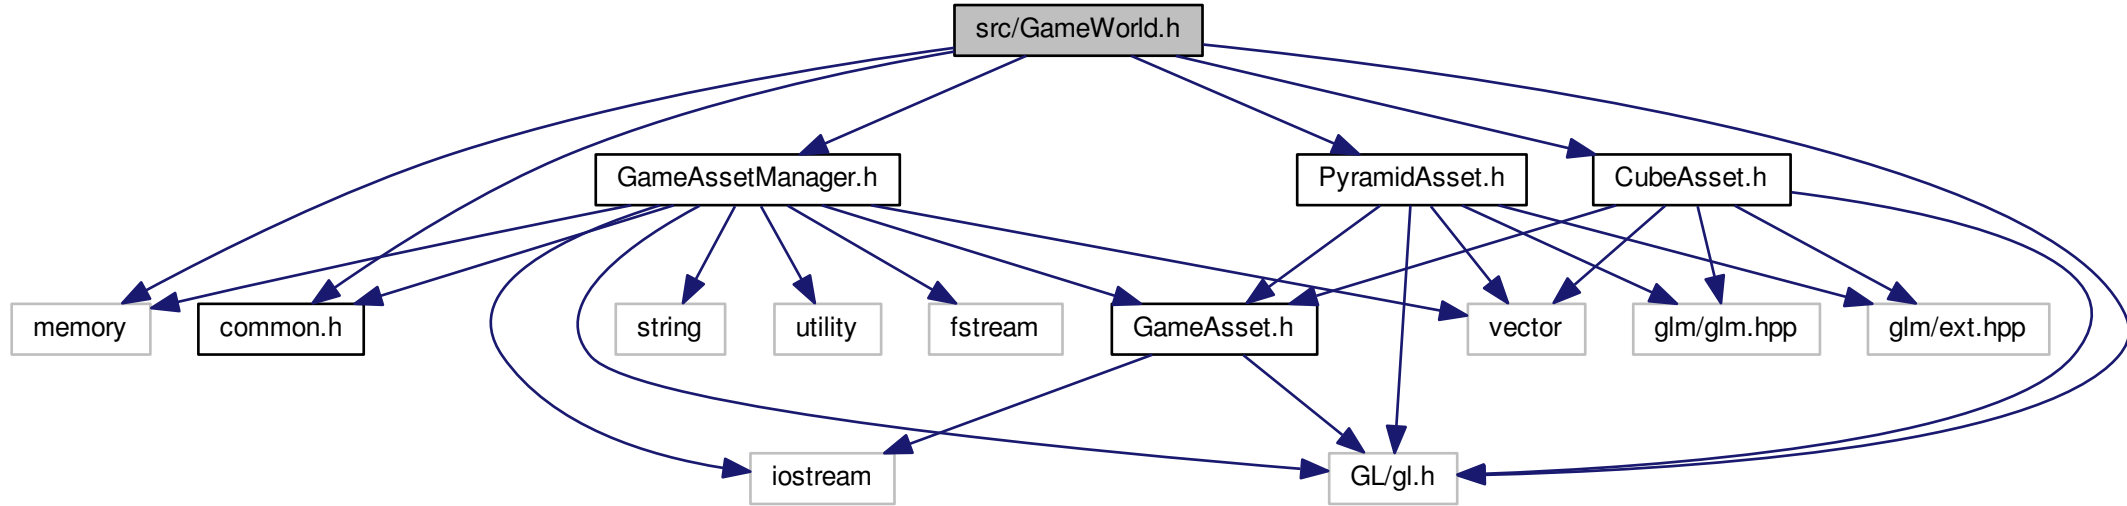 src/GameWorld.h
GameAssetManager.h
PyramidAsset.h
CubeAsset.h
memory
common.h
string
utility
fstream
GameAsset.h
vector
glm/glm.hpp
glm/ext.hpp
iostream
GL/gl.h